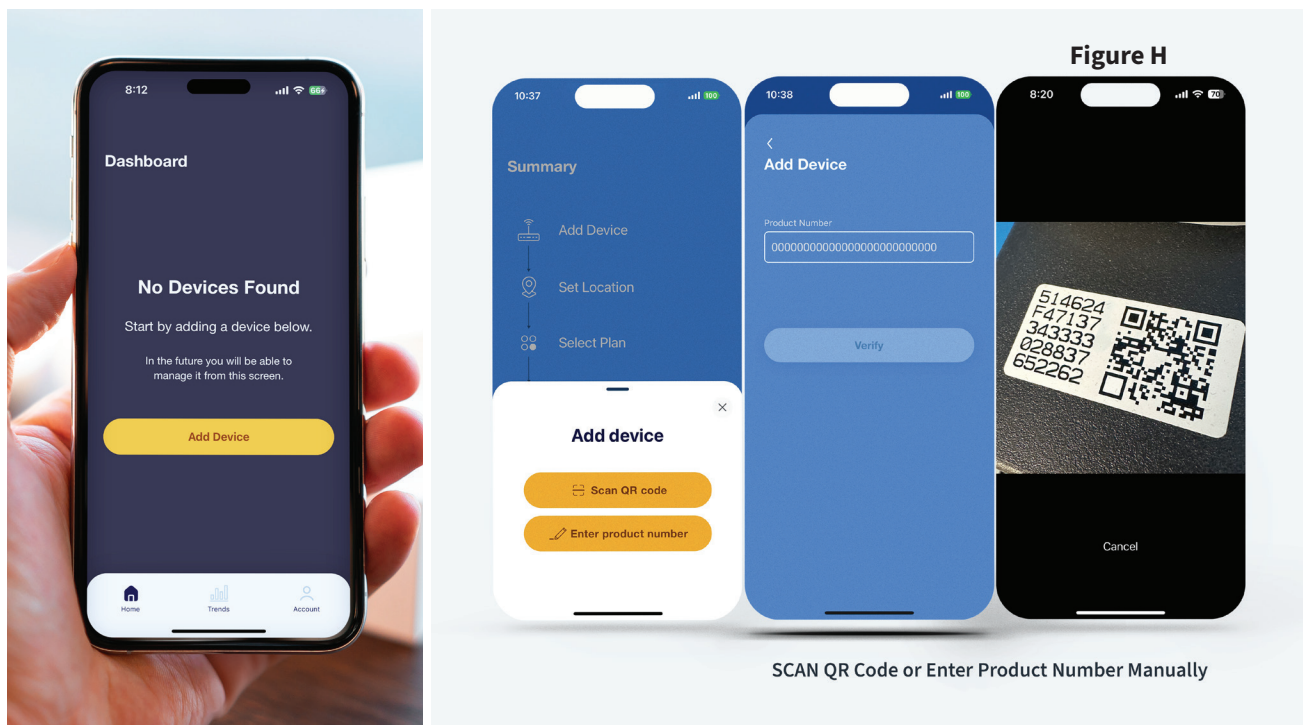 8:12
66
Dashboard
No Devices Found
Start by adding a device below.
In the future you will be able to
manage it from this screen.
Add Device
Home
Trends
Account
Figure H
10:37
100
Summary
Add Device
Set Location
Select Plan
Add device
Scan QR code
Enter product number
10:38
100
Add Device
Product Number
0000000000000000000000000
Verify
8:20
70
514624
F47137
343333
028837
652262
Cancel
SCAN QR Code or Enter Product Number Manually